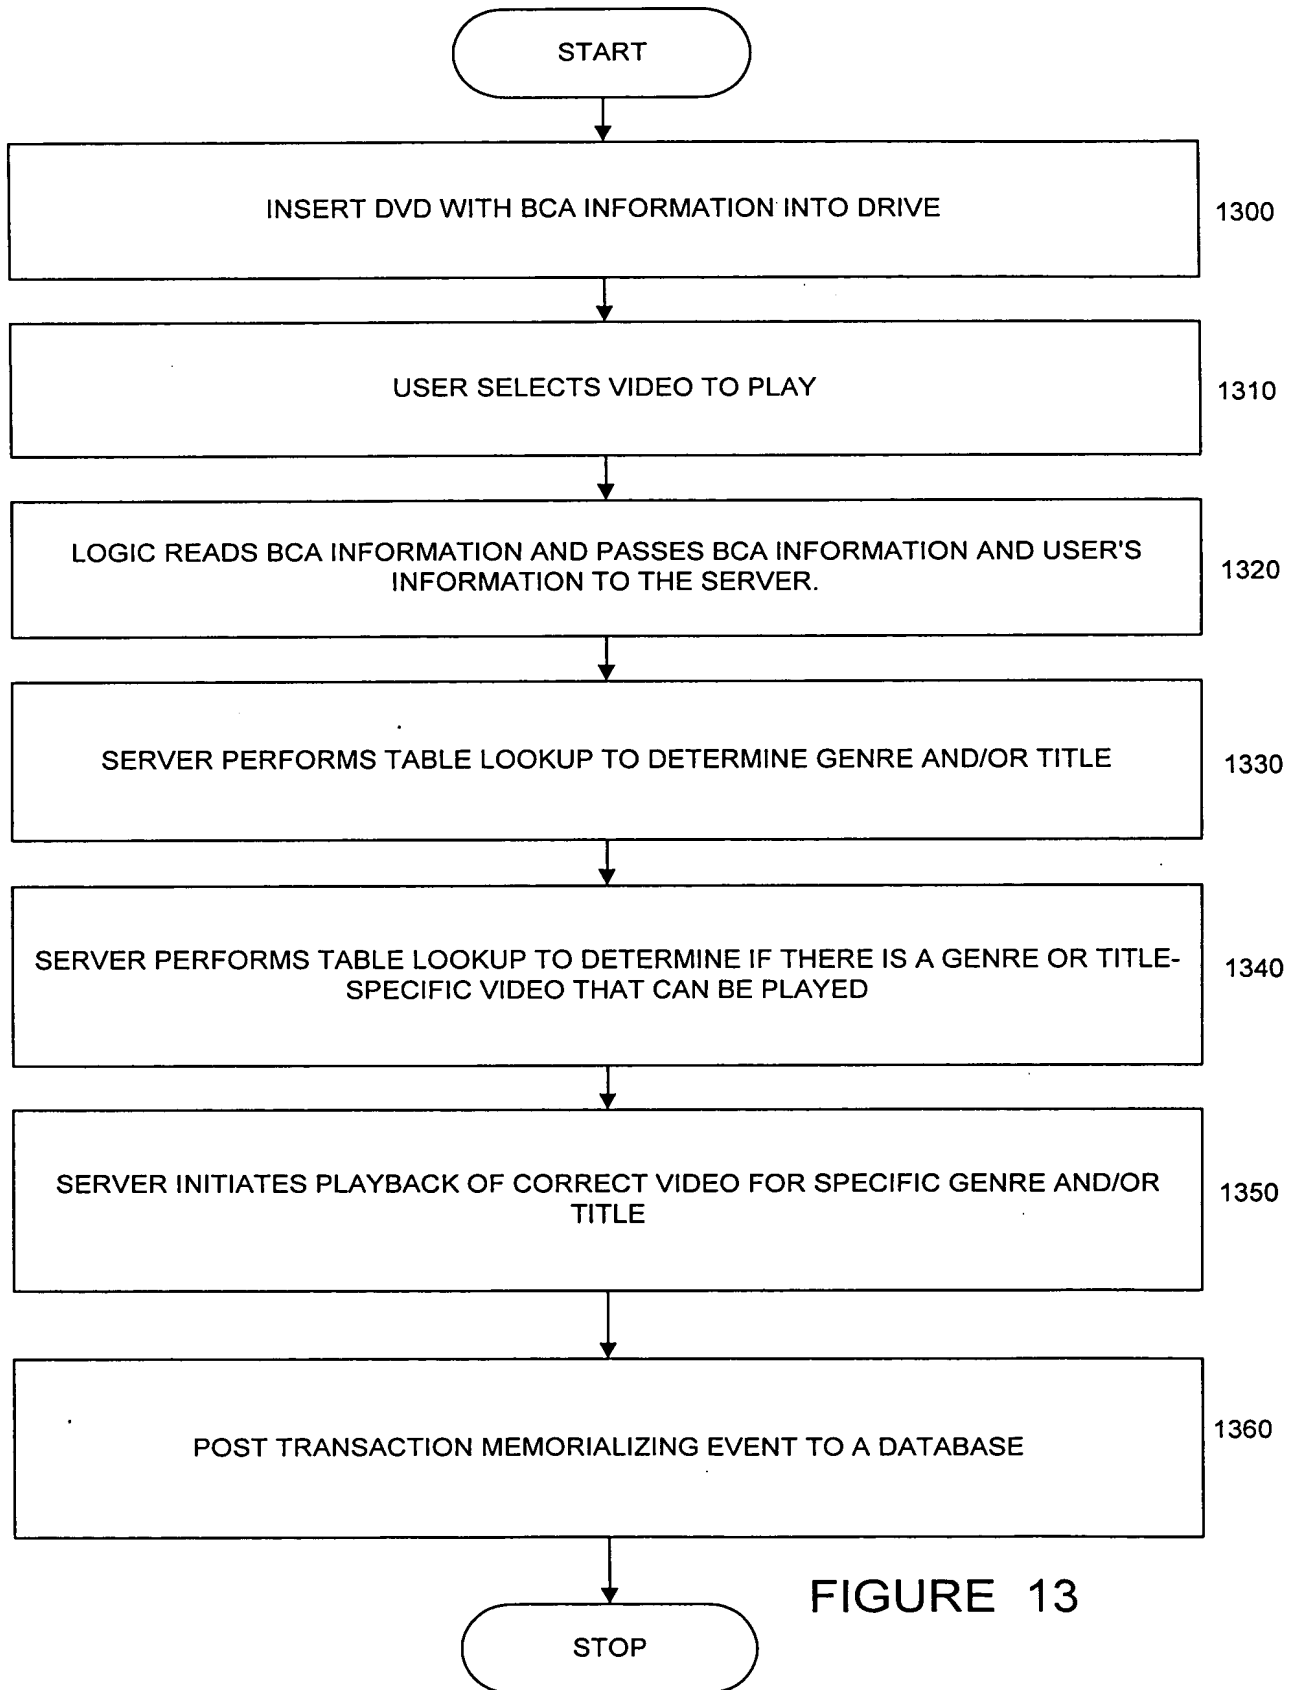 START
INSERT DVD WITH BCA INFORMATION INTO DRIVE
1300
USER SELECTS VIDEO TO PLAY
1310
LOGIC READS BCA INFORMATION AND PASSES BCA INFORMATION AND USER'S
INFORMATION TO THE SERVER.
1320
SERVER PERFORMS TABLE LOOKUP TO DETERMINE GENRE AND/OR TITLE
1330
SERVER PERFORMS TABLE LOOKUP TO DETERMINE IF THERE IS A GENRE OR TITLE-
SPECIFIC VIDEO THAT CAN BE PLAYED
1340
SERVER INITIATES PLAYBACK OF CORRECT VIDEO FOR SPECIFIC GENRE AND/OR
TITLE
1350
POST TRANSACTION MEMORIALIZING EVENT TO A DATABASE
1360
FIGURE 13
STOP